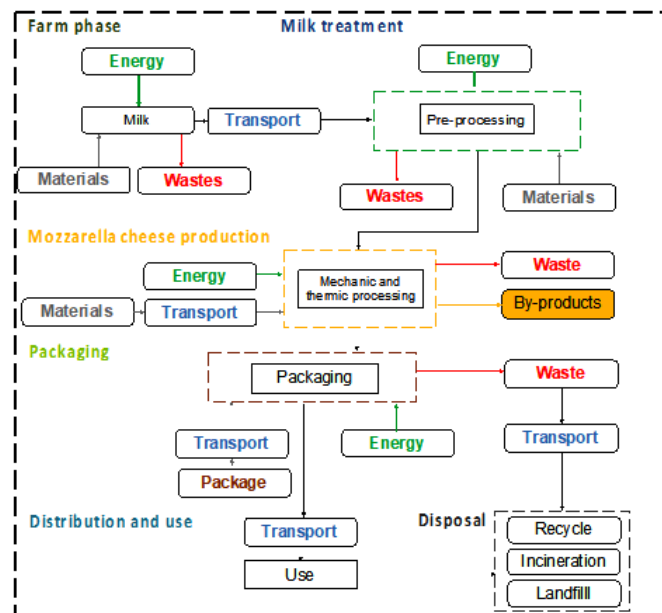 Farm phase
Milk treatment
Energy
Energy
Milk
Transport
Pre-processing
Materials
Wastes
Wastes
Materials
Mozzarella cheese production
Energy
Mechanic and
thermic processing
Waste
Materials
Transport
By-products
Packaging
Packaging
Waste
Transport
Energy
Transport
Package
Distribution and use
Transport
Disposal
Recycle
Use
Incineration
Landfill